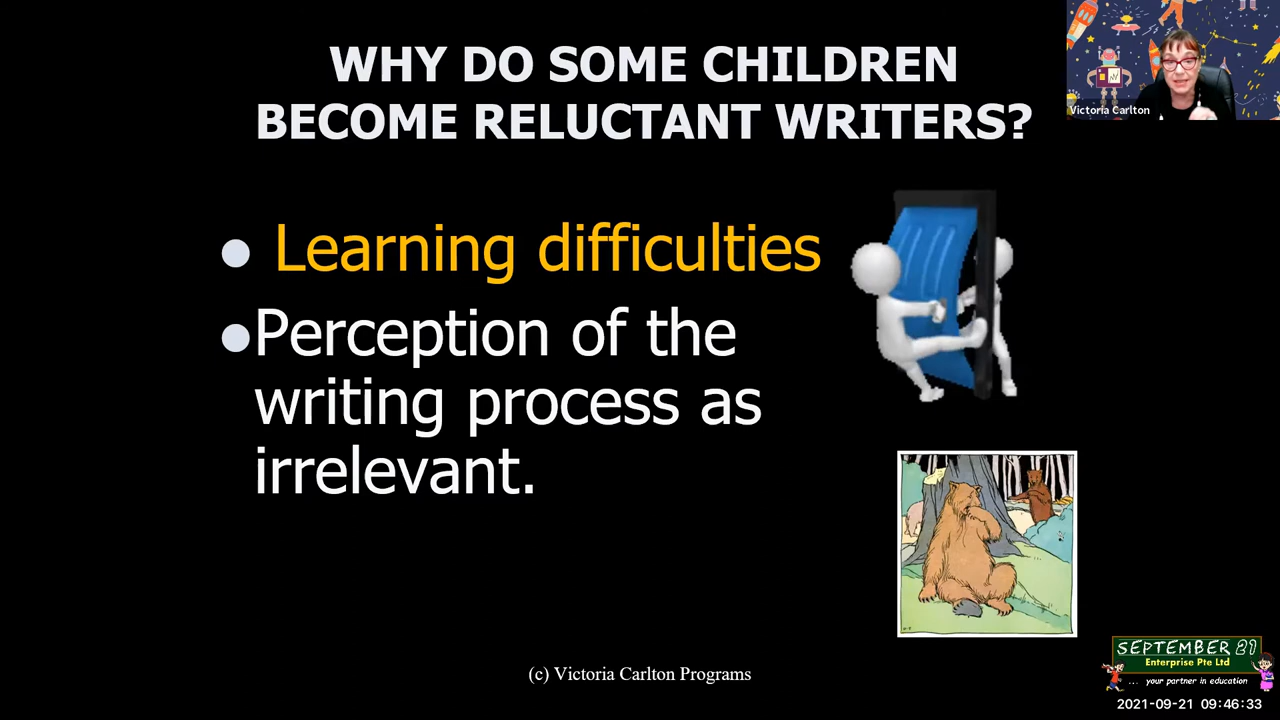 WHY DO SOME CHILDREN
BECOME RELUCTANT WRITERS?
Victoria Carlton
● Learning difficulties
●Perception of the
writing process as
irrelevant.
(c) Victoria Carlton Programs
SEPTEMBER 21
Enterprise Pte Ltd
... your partner in education
2021-09-21 09:46:33